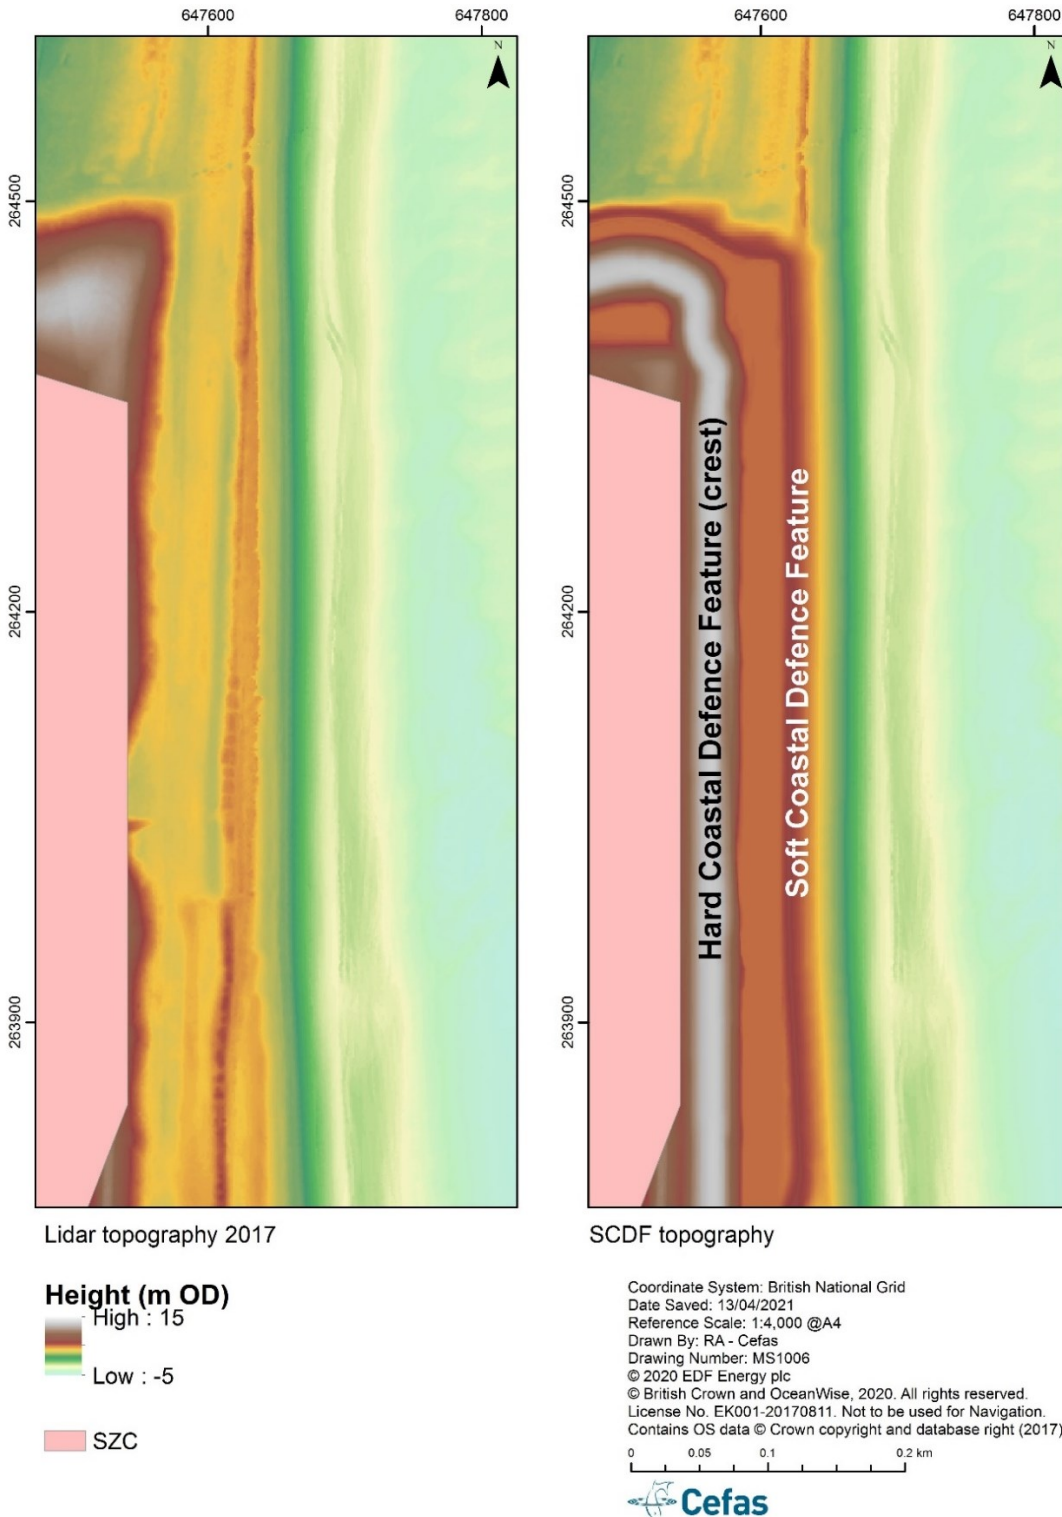 647600
647800
647600
647800
N
N
264500
264500
264200
264200
263900
263900
Hard Coastal Defence Feature (crest)
Soft Coastal Defence Feature
Lidar topography 2017
SCDF topography
Height (m OD)
High : 15
Low : -5
SZC
Coordinate System: British National Grid
Date Saved: 13/04/2021
Reference Scale: 1:4,000 @A4
Drawn By: RA - Cefas
Drawing Number: MS1006
© 2020 EDF Energy plc
© British Crown and OceanWise, 2020. All rights reserved.
License No. EK001-20170811. Not to be used for Navigation.
Contains OS data © Crown copyright and database right (2017)
0 0.05 0.1 0.2 km
Cefas